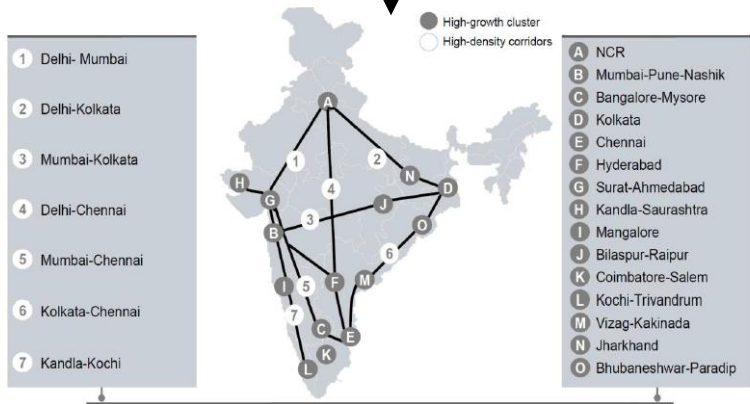 High-growth cluster
High-density corridors
1 Delhi- Mumbai
2 Delhi-Kolkata
3 Mumbai-Kolkata
4 Delhi-Chennai
5 Mumbai-Chennai
6 Kolkata-Chennai
7 Kandla-Kochi
A
1
2
4
H
G
N
D
J
3
B
O
6
I
5
F
M
7
C
E
K
L
A NCR
B Mumbai-Pune-Nashik
C Bangalore-Mysore
D Kolkata
E Chennai
F Hyderabad
G Surat-Ahmedabad
H Kandla-Saurashtra
I Mangalore
J Bilaspur-Raipur
K Coimbatore-Salem
L Kochi-Trivandrum
M Vizag-Kakinada
N Jharkhand
O Bhubaneshwar-Paradip